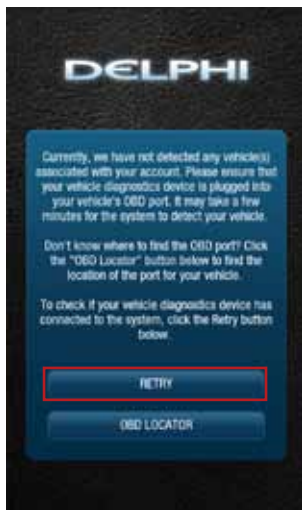 DELPHI
Currently, we have not detected any vehicle(s)
associated with your account. Please ensure that
your vehicle diagnostics device is plugged into
your vehicle's OBD port. It may take a few
minutes for the system to detect your vehicle.
Don't know where to find the OBD port? Click
the "OBD Locator" button below to find the
location of the port for your vehicle.
To check if your vehicle diagnostics device has
connected to the system, click the Retry button
below.
RETRY
OBD LOCATOR